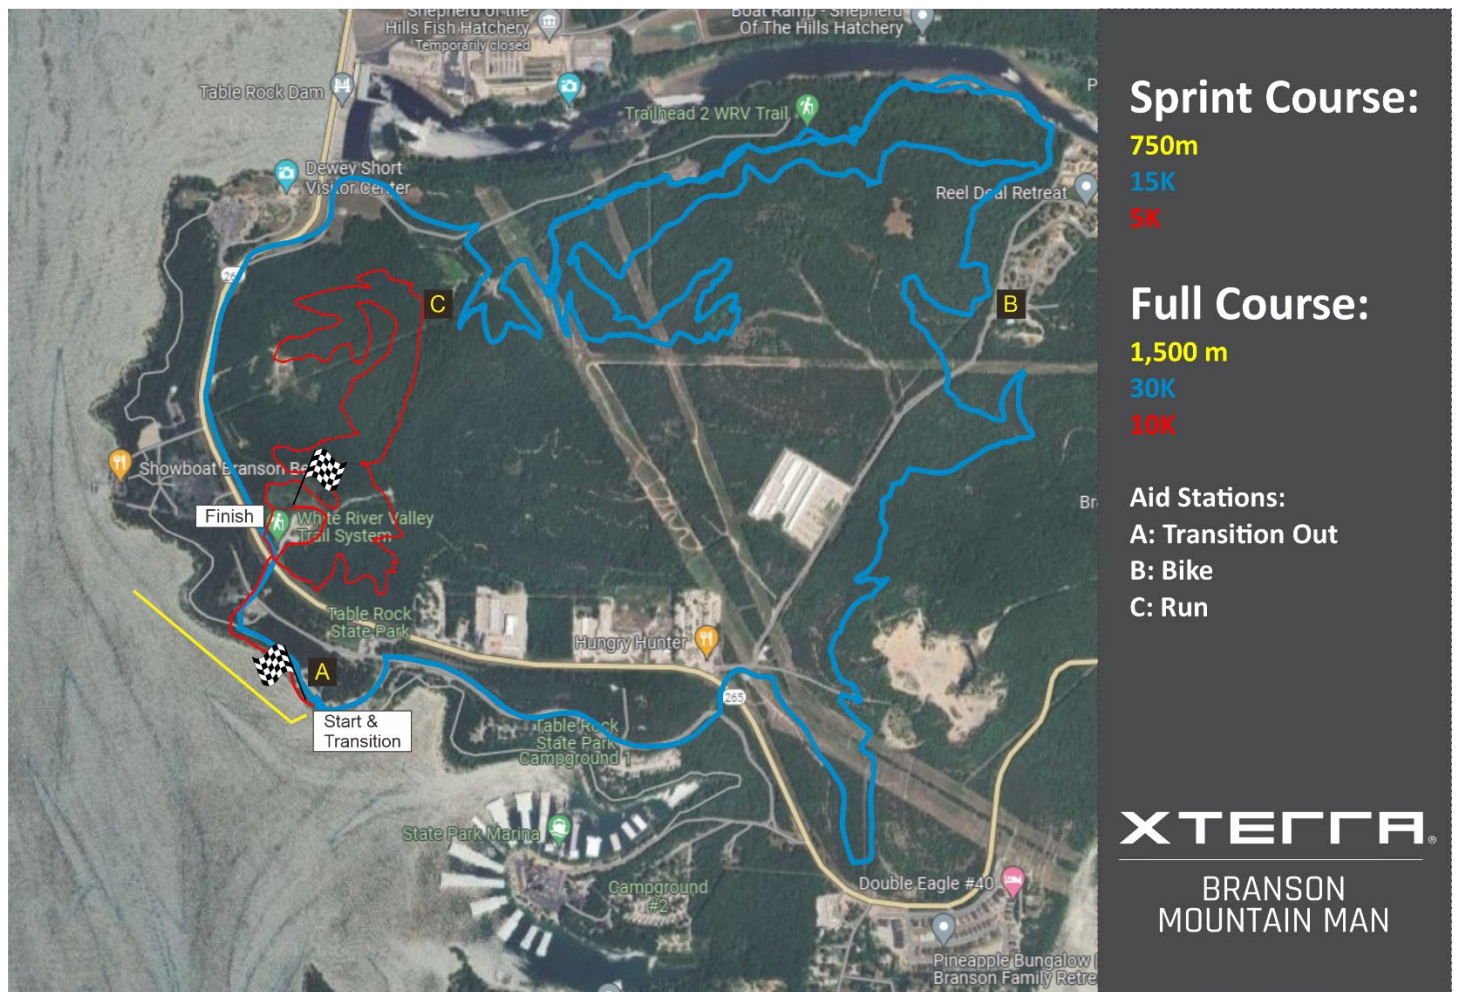 Shepherd of the
Hills Fish Hatchery
Temporarily closed
Boat Ramp - Shepherd
Of The Hills Hatchery
Table Rock Dam
Trailhead 2 WRV Trail
P
Dewey Short
Visitor Center
Reel Deal Retreat
C
B
Showboat Branson Be
Finish
White River Valley
Trail System
Br
Table Rock
State Park
Hungry Hunter
A
265
Start &
Transition
Table Rock
State Park
Campground 1
State Park Marina
Campground
#2
Double Eagle #40
Pineapple Bungalow |
Branson Family Retre
Sprint Course:
750m
15K
5K
Full Course:
1,500 m
30K
10K
Aid Stations:
A: Transition Out
B: Bike
C: Run
XTERRA®
BRANSON
MOUNTAIN MAN